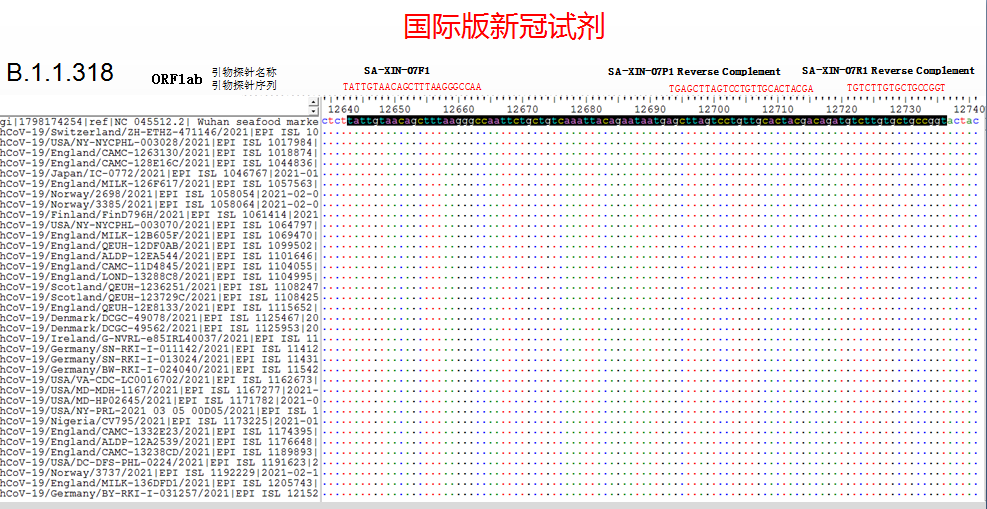 国际版新冠试剂
B.1.1.318
ORF1ab
引物探针名称
引物探针序列
SA-XIN-07F1
SA-XIN-07P1 Reverse Complement
SA-XIN-07R1 Reverse Complement
TATTGTAACAGCTTTAAGGGCCAA
TGAGCTTAGTCCTGTTGCACTACGA
TGTCTTGTGCTGCCGGT
12640 12650 12660 12670 12680 12690 12700 12710 12720 12730 12740
gi|1798174254|ref|NC 045512.2| Wuhan seafood marke ctcttattgtaacagctttaagggccaattctgctgtcaaattacagaataatgagcttagtcctgttgcactacgacagatgtcttgtgctgccggtactac
hCoV-19/Switzerland/ZH-ETHZ-471146/2021|EPI ISL 10
hCoV-19/USA/NY-NYCPHL-003028/2021|EPI ISL 1017984|
hCoV-19/England/CAMC-1263130/2021|EPI ISL 1018874|
hCoV-19/England/CAMC-128E16C/2021|EPI ISL 1044836|
hCoV-19/Japan/IC-0772/2021|EPI ISL 1046767|2021-01
hCoV-19/England/MILK-126F617/2021|EPI ISL 1057563|
hCoV-19/Norway/2698/2021|EPI ISL 1058054|2021-02-0
hCoV-19/Norway/3385/2021|EPI ISL 1058064|2021-02-0
hCoV-19/Finland/FinD796H/2021|EPI ISL 1061414|2021
hCoV-19/USA/NY-NYCPHL-003070/2021|EPI ISL 1064797|
hCoV-19/England/MILK-12B605F/2021|EPI ISL 1069470|
hCoV-19/England/QEUH-12DF0AB/2021|EPI ISL 1099502|
hCoV-19/England/ALDP-12EA544/2021|EPI ISL 1101646|
hCoV-19/England/CAMC-11D4845/2021|EPI ISL 1104055|
hCoV-19/England/LOND-13288C8/2021|EPI ISL 1104995|
hCoV-19/Scotland/QEUH-1236251/2021|EPI ISL 1108247
hCoV-19/Scotland/QEUH-123729C/2021|EPI ISL 1108425
hCoV-19/England/QEUH-12E8133/2021|EPI ISL 1115652|
hCoV-19/Denmark/DCGC-49078/2021|EPI ISL 1125467|20
hCoV-19/Denmark/DCGC-49562/2021|EPI ISL 1125953|20
hCoV-19/Ireland/G-NVRL-e85IRL40037/2021|EPI ISL 11
hCoV-19/Germany/SN-RKI-I-011142/2021|EPI ISL 11412
hCoV-19/Germany/SN-RKI-I-013024/2021|EPI ISL 11431
hCoV-19/Germany/BW-RKI-I-024040/2021|EPI ISL 11542
hCoV-19/USA/VA-CDC-LC0016702/2021|EPI ISL 1162673|
hCoV-19/USA/MD-MDH-1167/2021|EPI ISL 1167277|2021-
hCoV-19/USA/MD-HP02645/2021|EPI ISL 1171782|2021-0
hCoV-19/USA/NY-PRL-2021 03 05 00D05/2021|EPI ISL 1
hCoV-19/Nigeria/CV795/2021|EPI ISL 1173225|2021-01
hCoV-19/England/CAMC-1332E23/2021|EPI ISL 1174395|
hCoV-19/England/ALDP-12A2539/2021|EPI ISL 1176648|
hCoV-19/England/CAMC-13238CD/2021|EPI ISL 1189893|
hCoV-19/USA/DC-DFS-PHL-0224/2021|EPI ISL 1191623|2
hCoV-19/Norway/3737/2021|EPI ISL 1192229|2021-02-1
hCoV-19/England/MILK-136DFD1/2021|EPI ISL 1205743|
hCoV-19/Germany/BY-RKI-I-031257/2021|EPI ISL 12152